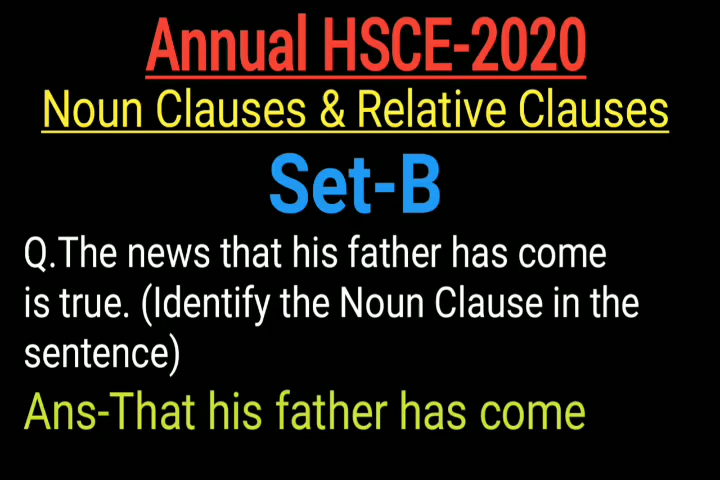 Annual HSCE-2020
Noun Clauses & Relative Clauses
Set-B
Q.The news that his father has come
is true. (Identify the Noun Clause in the
sentence)
Ans-That his father has come